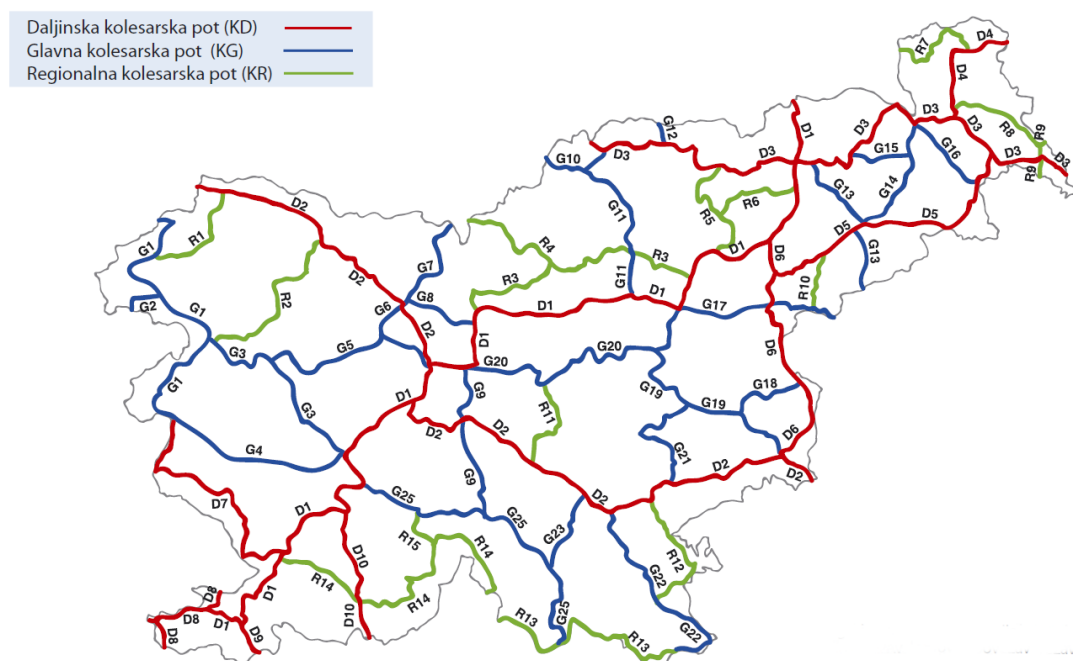 Daljinska kolesarska pot (KD)
Glavna kolesarska pot (KG)
Regionalna kolesarska pot (KR)
R7
D4
D4
G12
D1
D3
D3
D3
R8
R9
D3
D3
R9
G10
D3
D3
G15
G16
G11
G13
G14
R5
R6
D2
G1
R1
R4
D5
D5
D1
D6
G13
R3
R3
D2
G7
G11
R10
G2
R2
G8
D1
D1
G17
G1
G6
D2
D1
G5
G3
G20
G20
D6
G1
G19
G18
D1
G9
R11
G19
G3
D2
D2
D6
G4
G21
D2
D2
G9
D7
G25
D2
D1
G25
G23
R15
R14
D10
R12
R14
D1
G22
R14
D8
D8
D1
D10
G25
R13
R13
G22
D8
D9